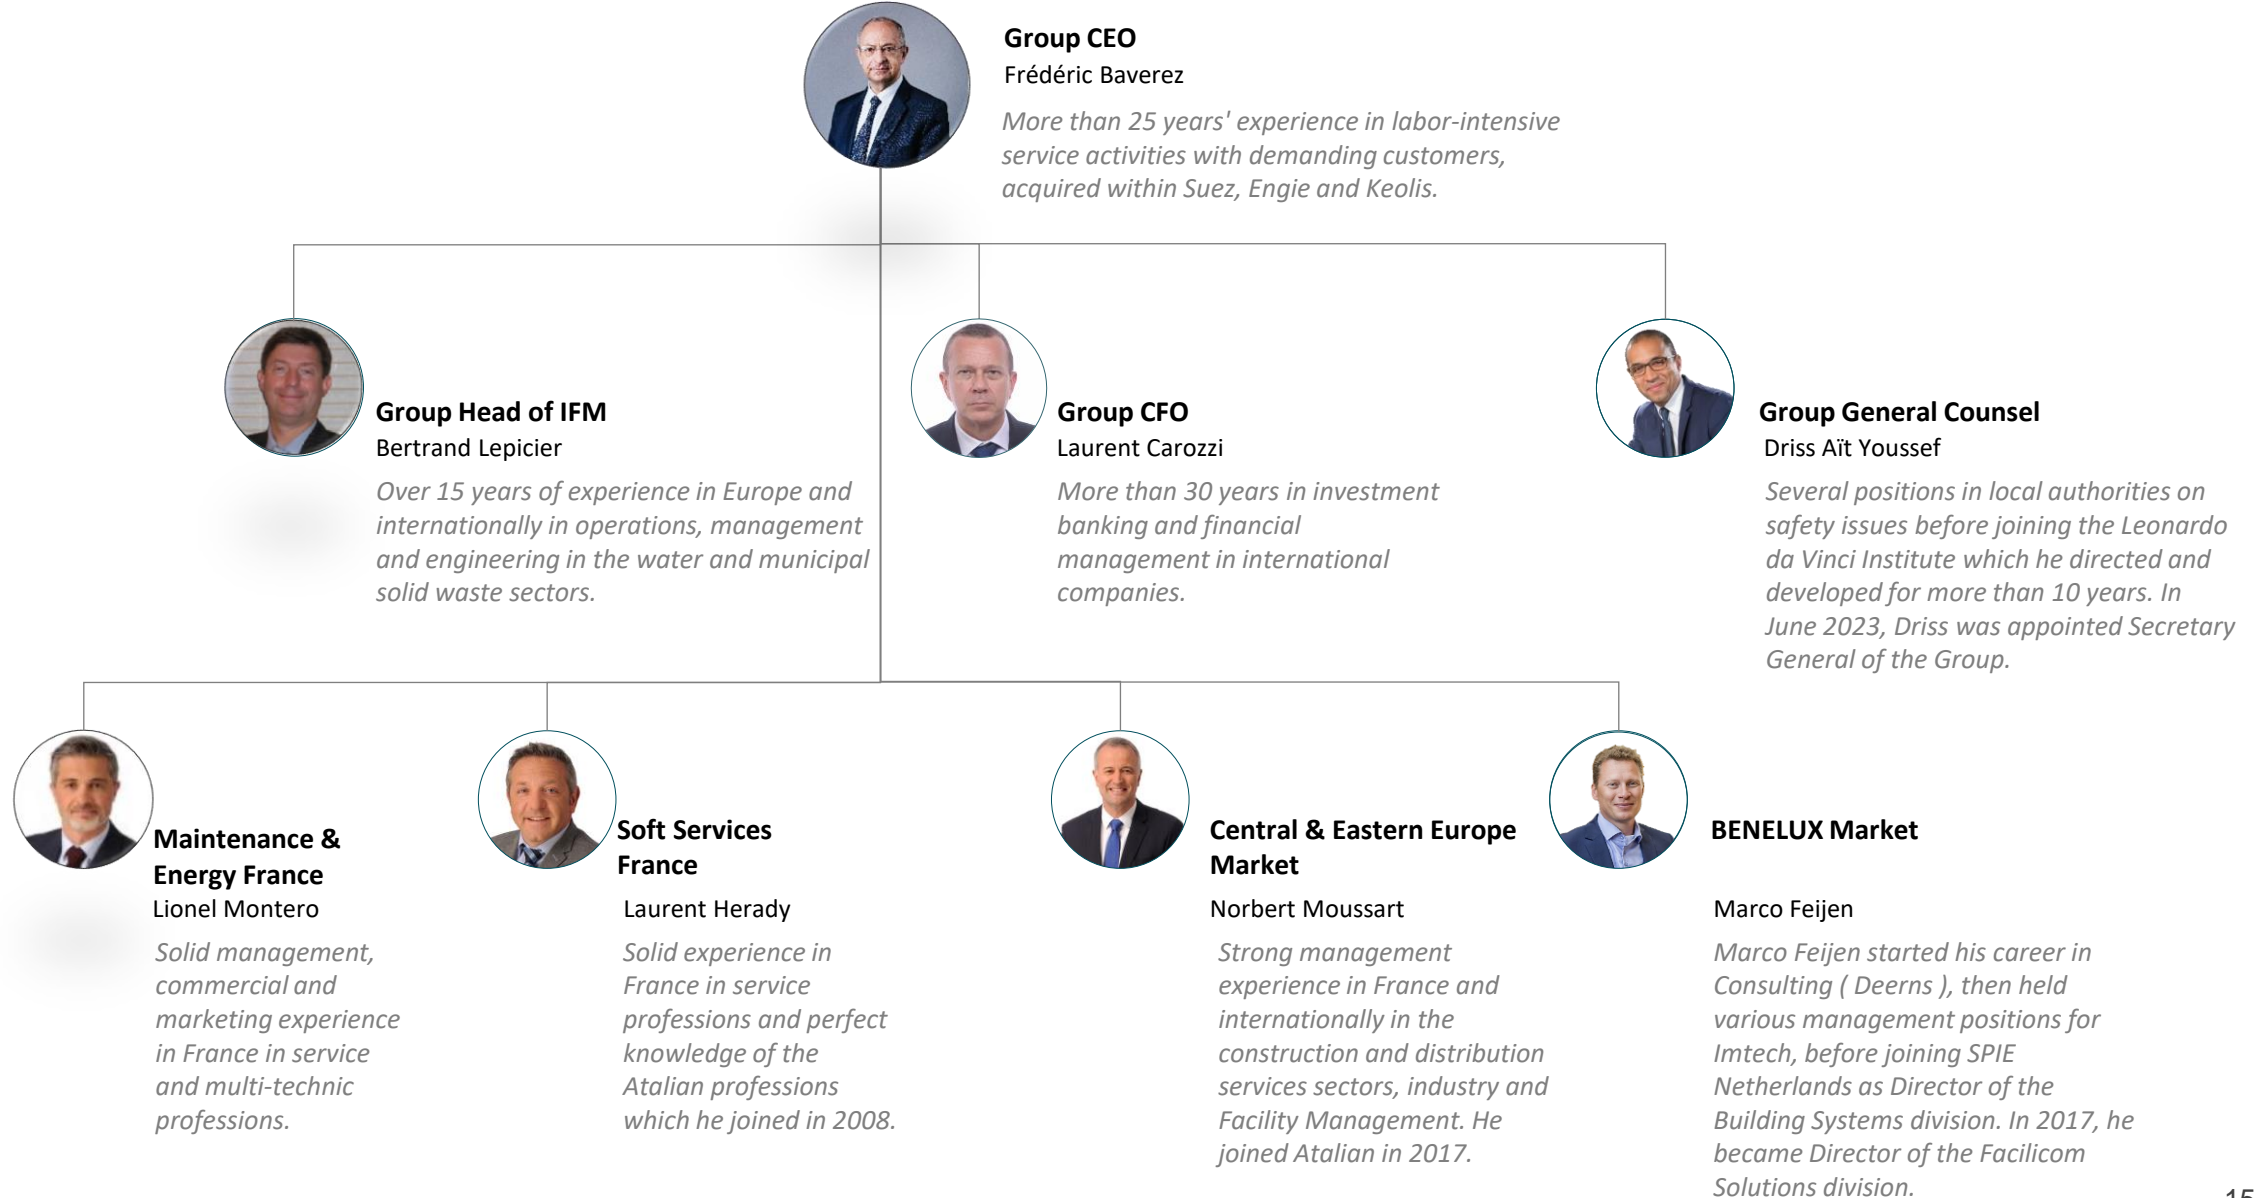 Group CEO
Frédéric Baverez
More than 25 years' experience in labor-intensive
service activities with demanding customers,
acquired within Suez, Engie and Keolis.
Group Head of IFM
Bertrand Lepicier
Over 15 years of experience in Europe and
internationally in operations, management
and engineering in the water and municipal
solid waste sectors.
Group CFO
Laurent Carozzi
More than 30 years in investment
banking and financial
management in international
companies.
Group General Counsel
Driss Aït Youssef
Several positions in local authorities on
safety issues before joining the Leonardo
da Vinci Institute which he directed and
developed for more than 10 years. In
June 2023, Driss was appointed Secretary
General of the Group.
Maintenance &
Energy France
Lionel Montero
Solid management,
commercial and
marketing experience
in France in service
and multi-technic
professions.
Soft Services
France
Laurent Herady
Solid experience in
France in service
professions and perfect
knowledge of the
Atalian professions
which he joined in 2008.
Central & Eastern Europe
Market
Norbert Moussart
Strong management
experience in France and
internationally in the
construction and distribution
services sectors, industry and
Facility Management. He
joined Atalian in 2017.
BENELUX Market
Marco Feijen
Marco Feijen started his career in
Consulting ( Deerns ), then held
various management positions for
Imtech, before joining SPIE
Netherlands as Director of the
Building Systems division. In 2017, he
became Director of the Facilicom
Solutions division.
15